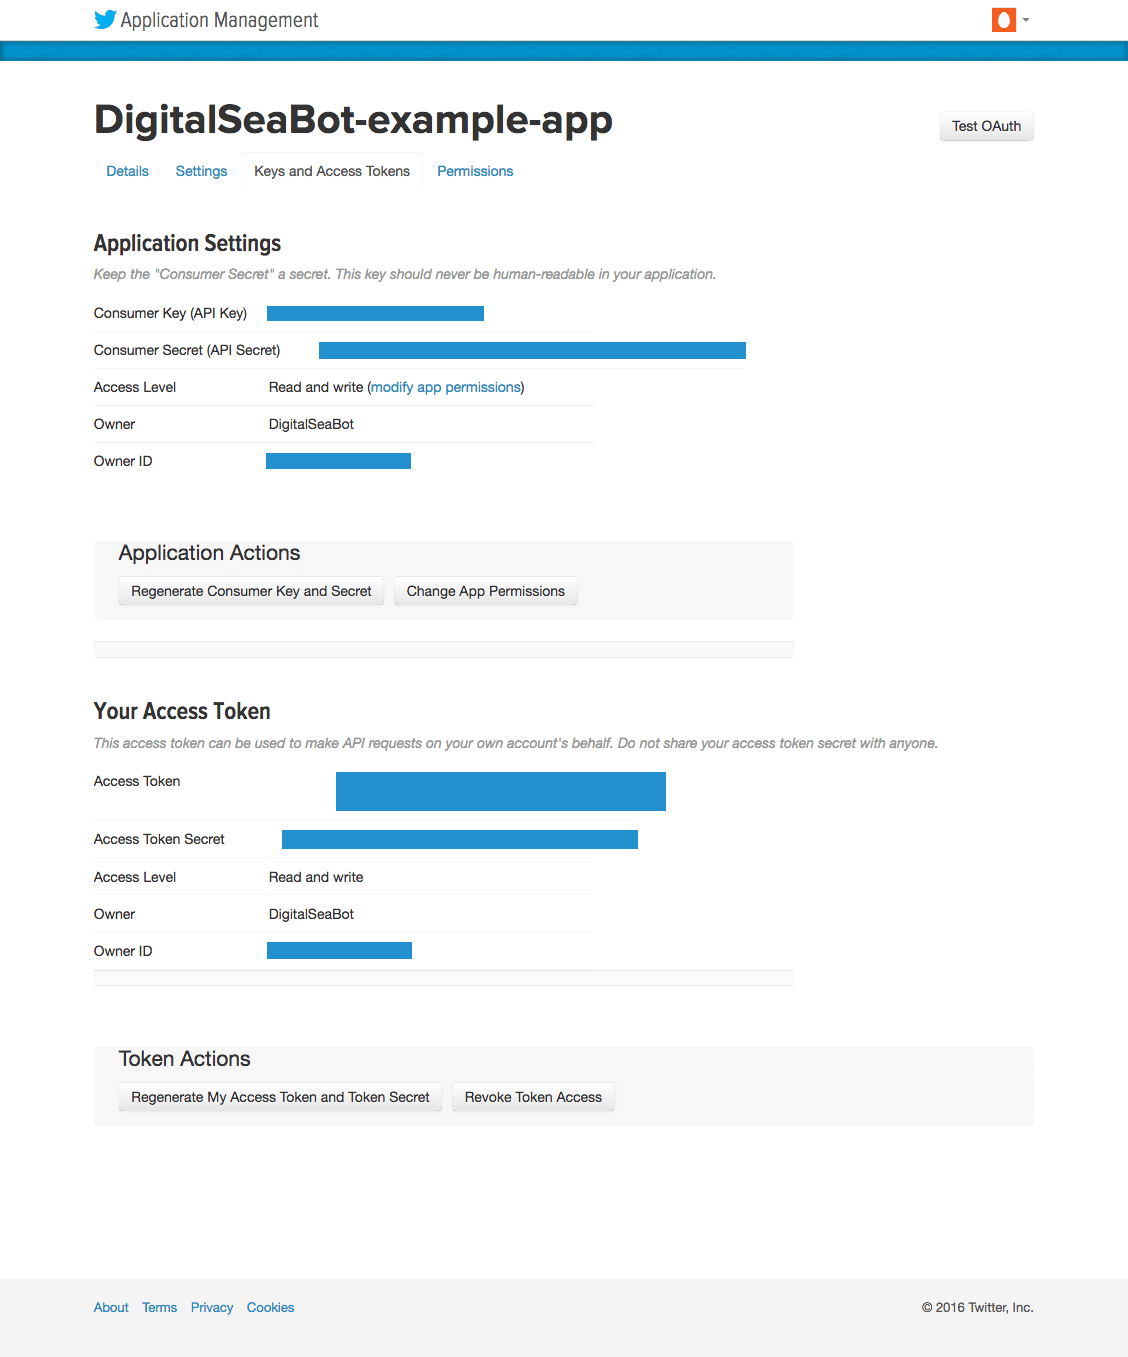 Application Management
DigitalSeaBot-example-app
Test OAuth
Details Settings Keys and Access Tokens Permissions
Application Settings
Keep the "Consumer Secret" a secret. This key should never be human-readable in your application.
Consumer Key (API Key)
Consumer Secret (API Secret)
Access Level Read and write (modify app permissions)
Owner DigitalSeaBot
Owner ID
Application Actions
Regenerate Consumer Key and Secret Change App Permissions
Your Access Token
This access token can be used to make API requests on your own account's behalf. Do not share your access token secret with anyone.
Access Token
Access Token Secret
Access Level Read and write
Owner DigitalSeaBot
Owner ID
Token Actions
Regenerate My Access Token and Token Secret Revoke Token Access
About Terms Privacy Cookies © 2016 Twitter, Inc.